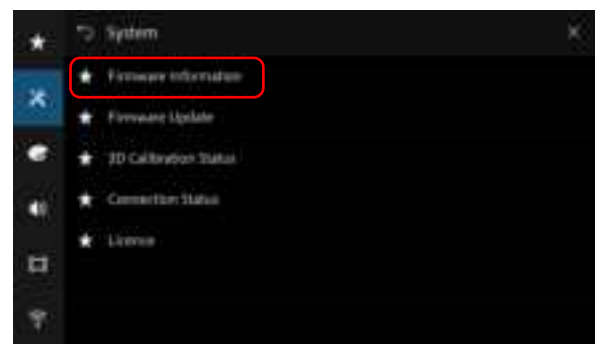 System
Firmware Information
Firmware Update
3D Calibration Status
Connection Status
Licence